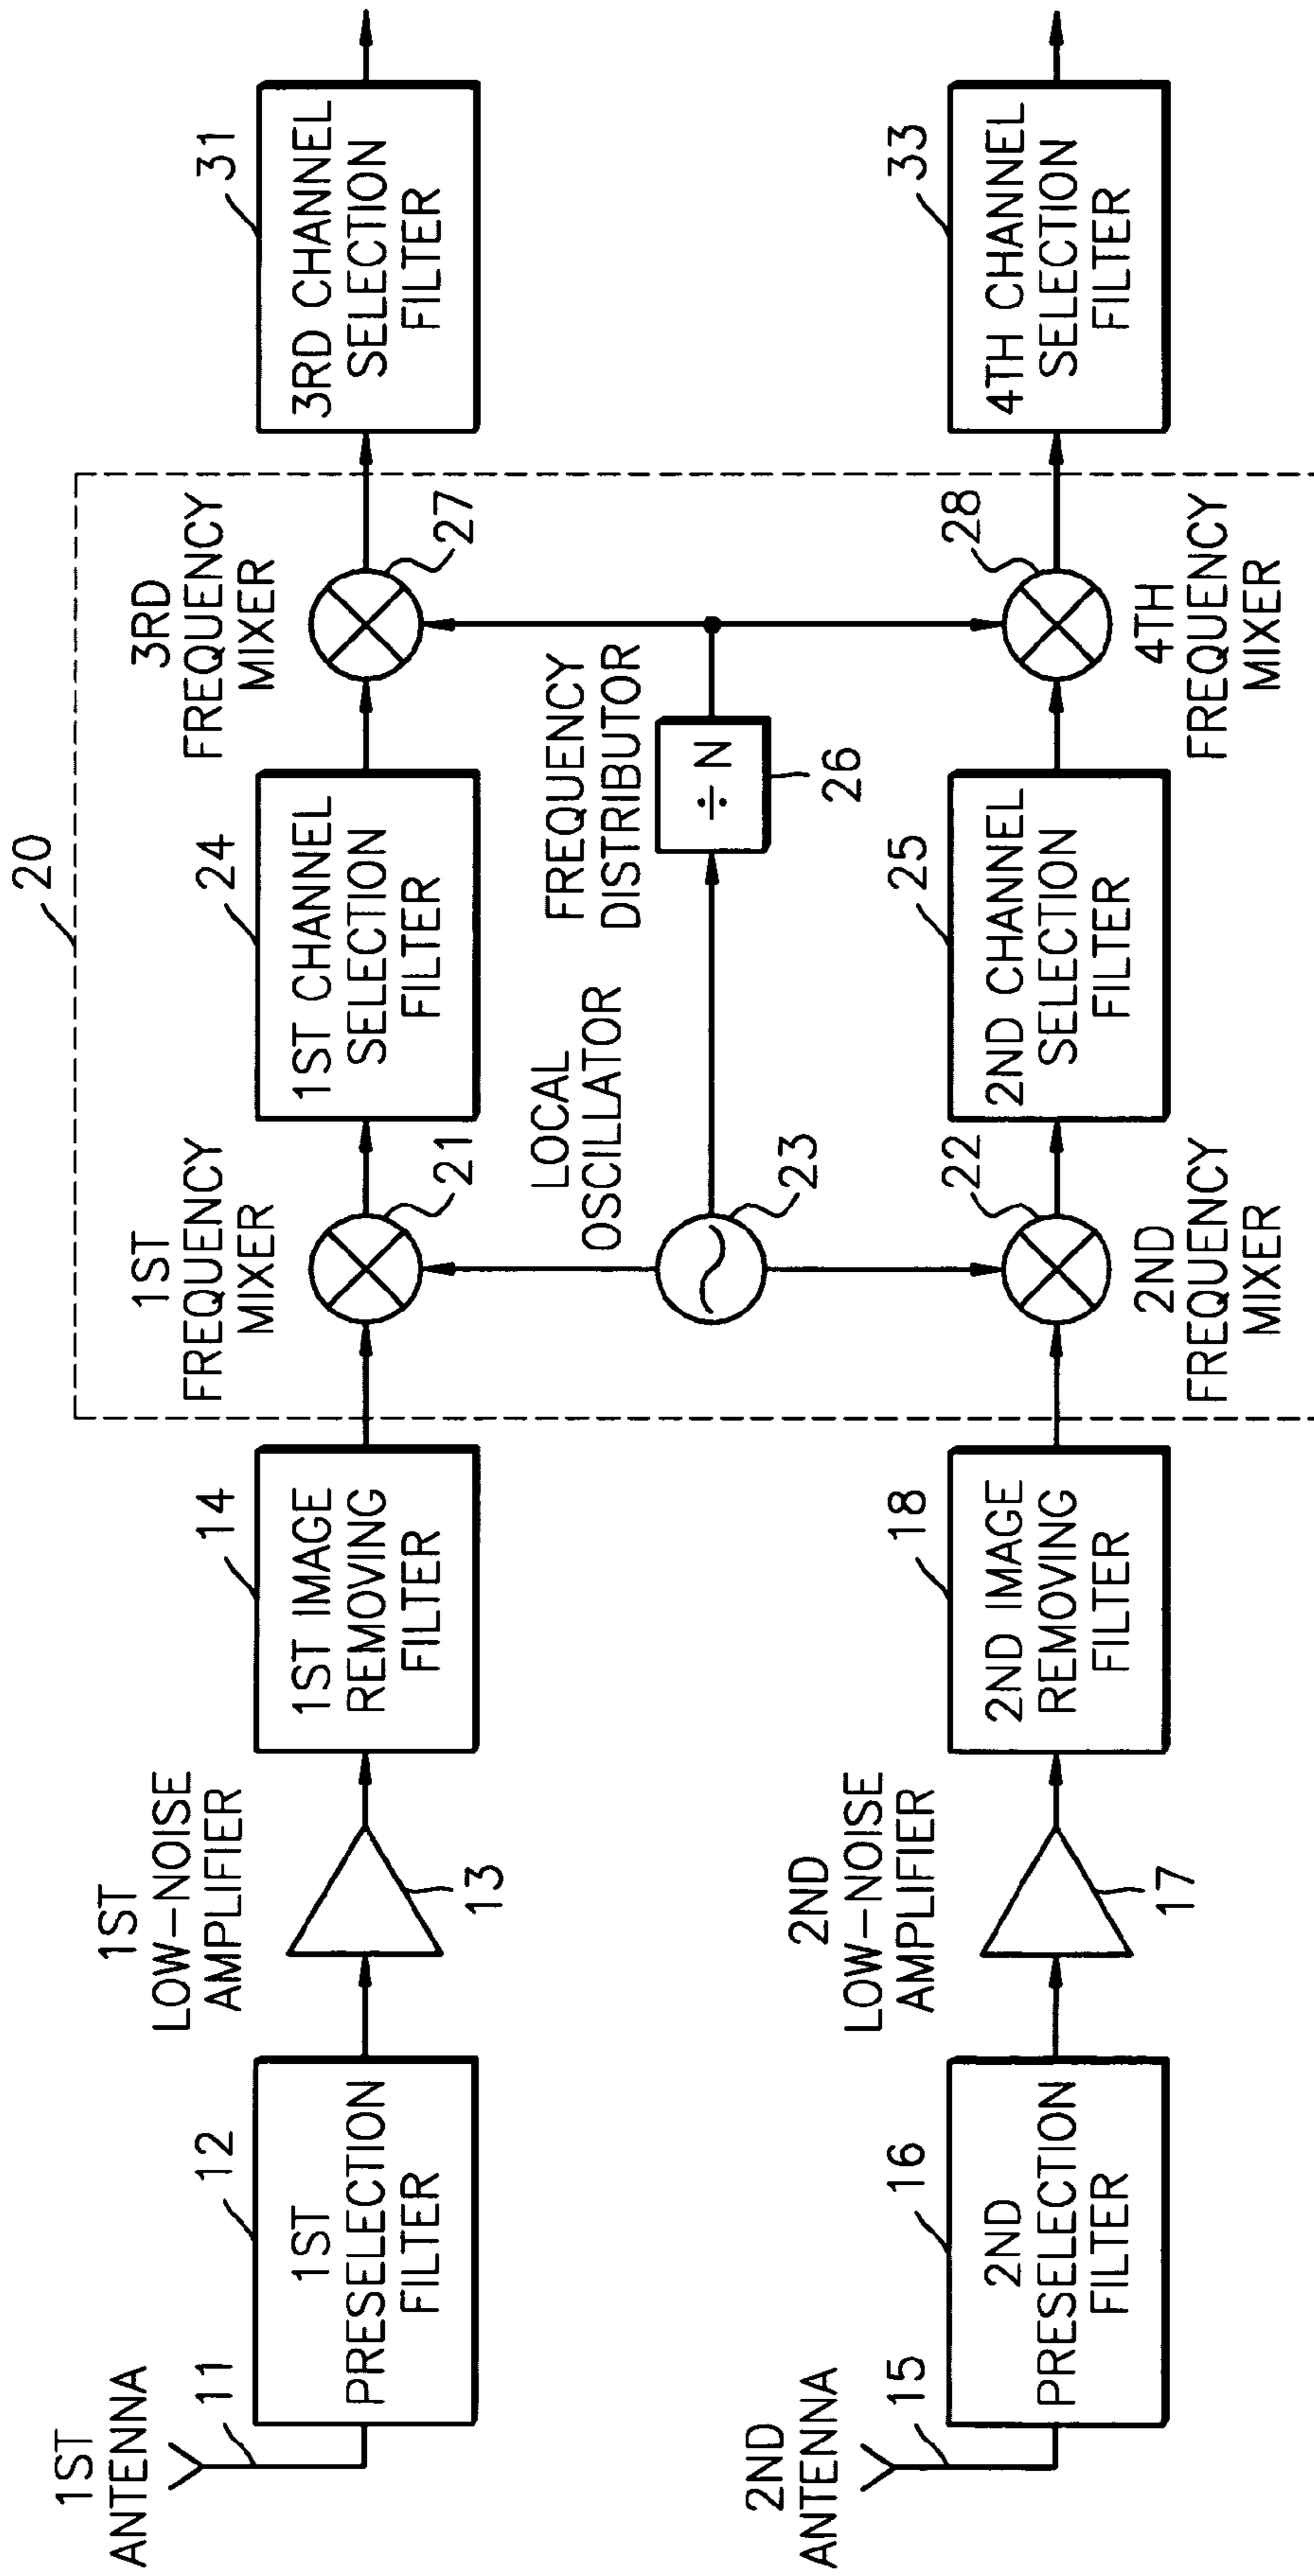 1ST
ANTENNA
11
12
1ST
PRESELECTION
FILTER
1ST
LOW-NOISE
AMPLIFIER
13
14
1ST IMAGE
REMOVING
FILTER
20
1ST
FREQUENCY
MIXER
21
24
1ST CHANNEL
SELECTION
FILTER
3RD
FREQUENCY
MIXER
27
31
3RD CHANNEL
SELECTION
FILTER
LOCAL
OSCILLATOR
23
FREQUENCY
DISTRIBUTOR
÷ N
26
2ND
ANTENNA
15
16
2ND
PRESELECTION
FILTER
2ND
LOW-NOISE
AMPLIFIER
17
18
2ND IMAGE
REMOVING
FILTER
22
2ND
FREQUENCY
MIXER
25
2ND CHANNEL
SELECTION
FILTER
28
4TH
FREQUENCY
MIXER
33
4TH CHANNEL
SELECTION
FILTER